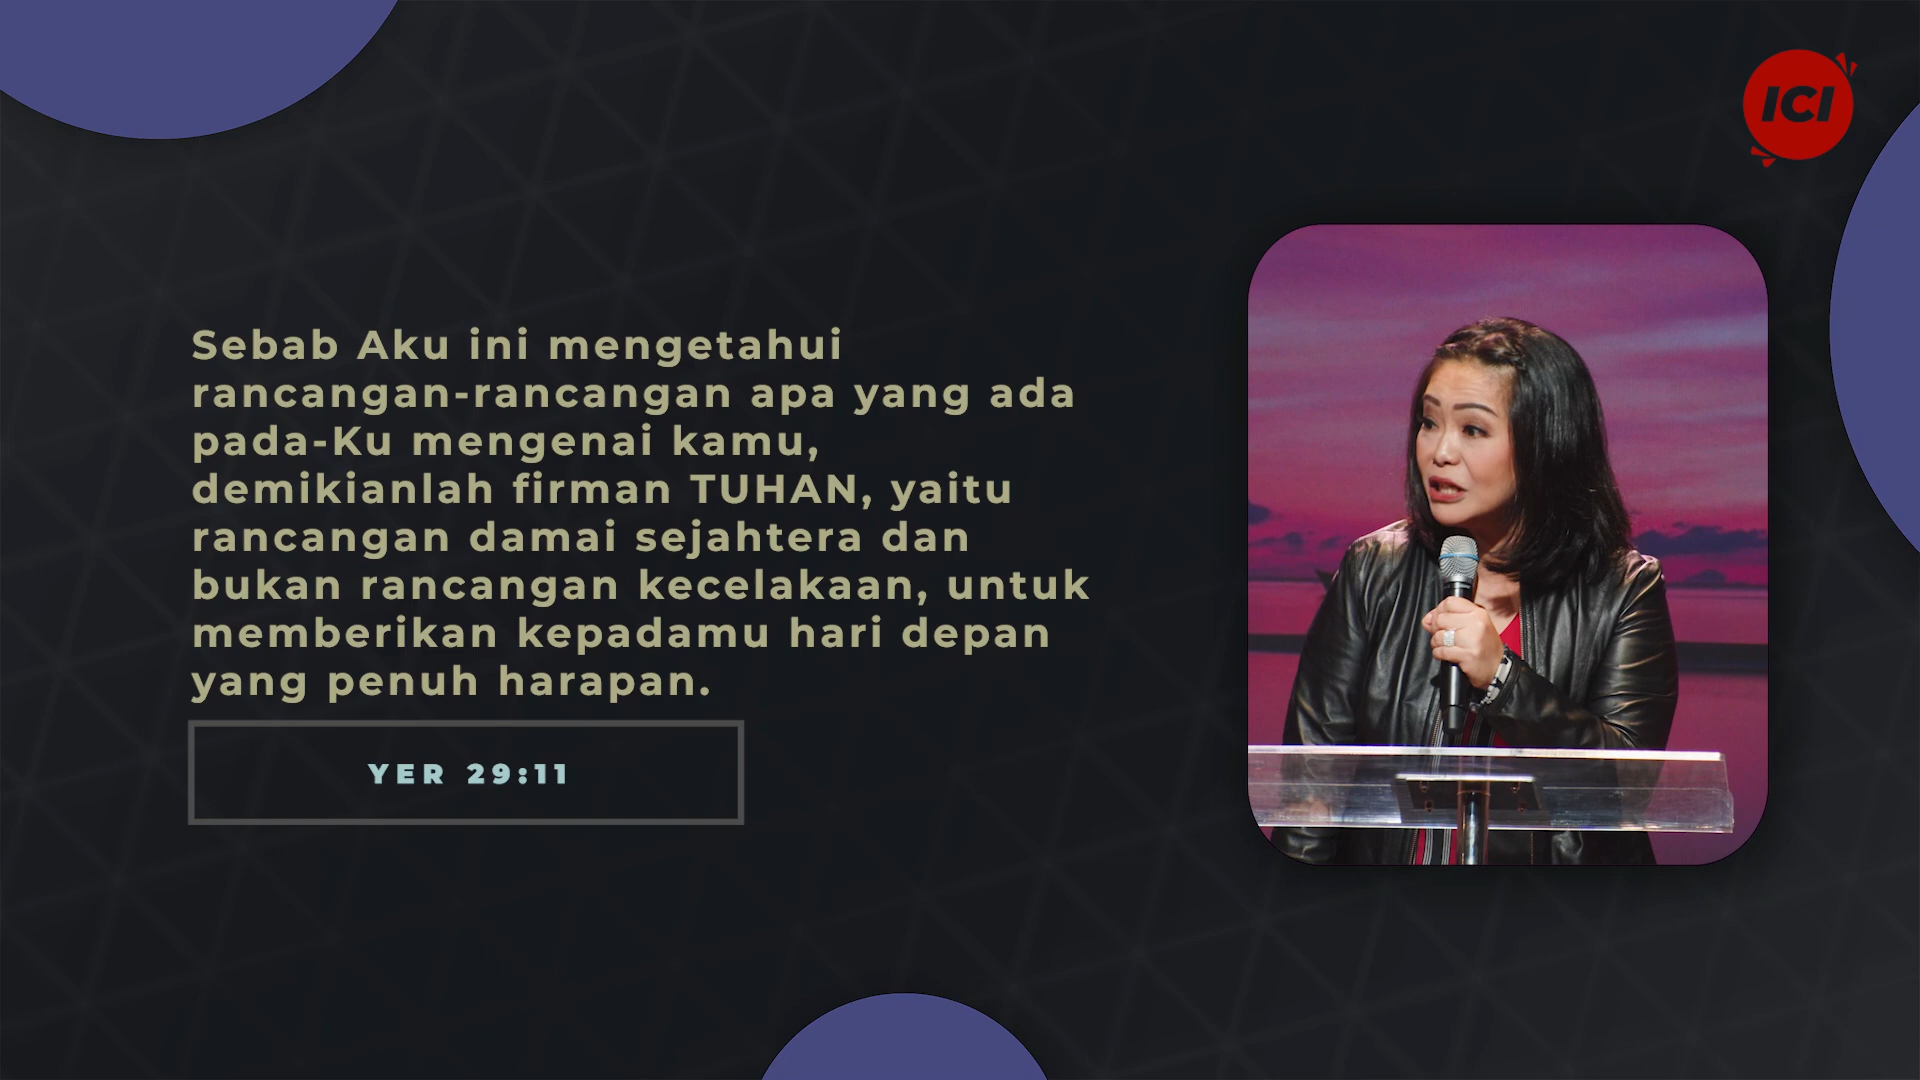 ICI
Sebab Aku ini mengetahui
rancangan-rancangan apa yang ada
pada-Ku mengenai kamu,
demikianlah firman TUHAN, yaitu
rancangan damai sejahtera dan
bukan rancangan kecelakaan, untuk
memberikan kepadamu hari depan
yang penuh harapan.
YER 29:11